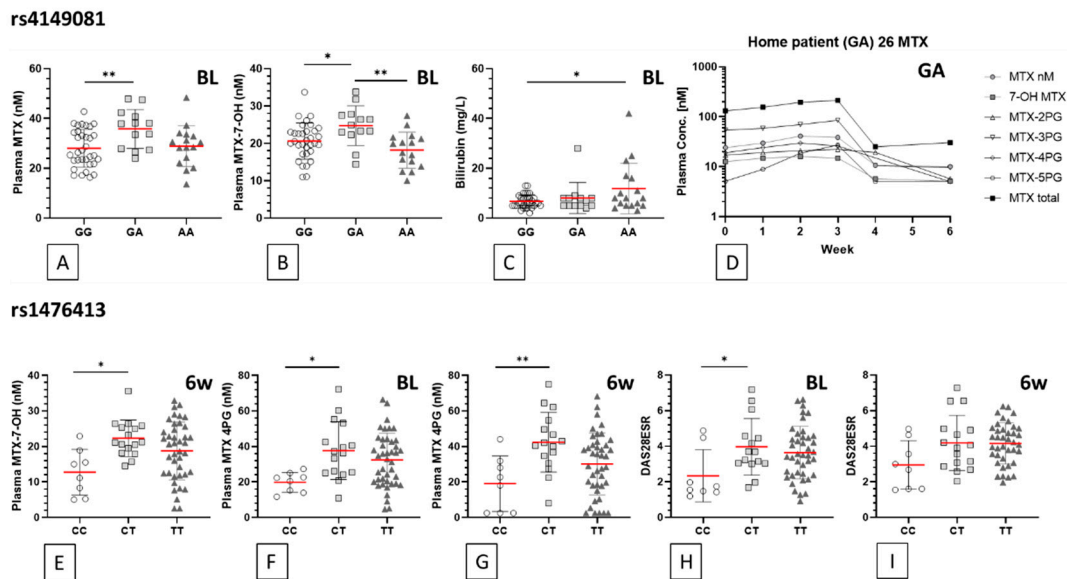 rs4149081
Home patient (GA) 26 MTX
BL
BL
BL
GA
**
*
**
*
Plasma MTX (nM)
60
40
20
0
GG
GA
AA
A
Plasma MTX-7-OH (nM)
40
30
20
10
0
GG
GA
AA
B
Bilirubin (mg/L)
60
40
20
0
GG
GA
AA
C
Plasma Conc. [nM]
1000
100
10
1
0
1
2
3
4
6
Week
D
MTX nM
7-OH MTX
MTX-2PG
MTX-3PG
MTX-4PG
MTX-5PG
MTX total
rs1476413
6w
*
Plasma MTX-7-OH (nM)
40
30
20
10
0
CC
CT
TT
E
BL
*
Plasma MTX 4PG (nM)
80
60
40
20
0
CC
CT
TT
F
6w
**
Plasma MTX 4PG (nM)
80
60
40
20
0
CC
CT
TT
G
BL
*
DAS28ESR
8
6
4
2
0
CC
CT
TT
H
6w
DAS28ESR
8
6
4
2
0
CC
CT
TT
I